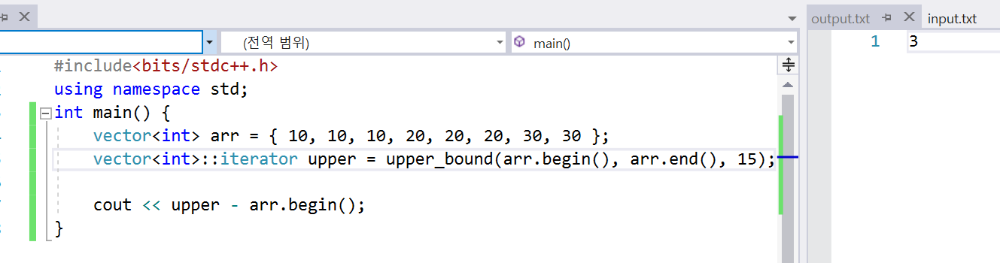 output.txt input.txt
(전역 범위) main()
1 3
#include<bits/stdc++.h>
using namespace std;
int main() {
vector<int> arr = { 10, 10, 10, 20, 20, 20, 30, 30 };
vector<int>::iterator upper = upper_bound(arr.begin(), arr.end(), 15);
cout << upper - arr.begin();
}